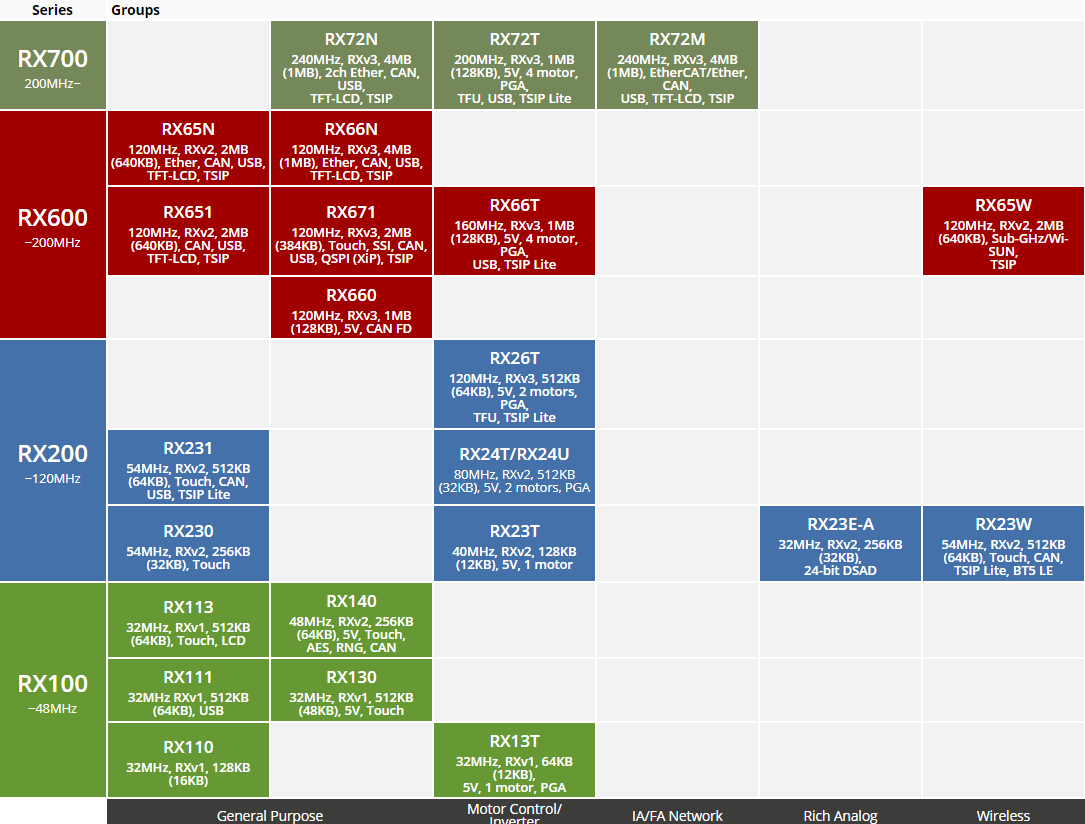 Series
Groups
RX700
200MHz~
RX72N
240MHz, RXv3, 4MB
(1MB), 2ch Ether, CAN,
USB,
TFT-LCD, TSIP
RX72T
200MHz, RXv3, 1MB
(128KB), 5V, 4 motor,
PGA,
TFU, USB, TSIP Lite
RX72M
240MHz, RXv3, 4MB
(1MB), EtherCAT/Ether,
CAN,
USB, TFT-LCD, TSIP
RX600
~200MHz
RX65N
120MHz, RXv2, 2MB
(640KB), Ether, CAN, USB,
TFT-LCD, TSIP
RX66N
120MHz, RXv3, 4MB
(1MB), Ether, CAN, USB,
TFT-LCD, TSIP
RX651
120MHz, RXv2, 2MB
(640KB), CAN, USB,
TFT-LCD, TSIP
RX671
120MHz, RXv3, 2MB
(384KB), Touch, SSI, CAN,
USB, QSPI (XiP), TSIP
RX66T
160MHz, RXv3, 1MB
(128KB), 5V, 4 motor,
PGA,
USB, TSIP Lite
RX65W
120MHz, RXv2, 2MB
(640KB), Sub-GHz/Wi-
SUN,
TSIP
RX660
120MHz, RXv3, 1MB
(128KB), 5V, CAN FD
RX200
~120MHz
RX26T
120MHz, RXv3, 512KB
(64KB), 5V, 2 motors,
PGA,
TFU, TSIP Lite
RX231
54MHz, RXv2, 512KB
(64KB), Touch, CAN,
USB, TSIP Lite
RX24T/RX24U
80MHz, RXv2, 512KB
(32KB), 5V, 2 motors, PGA
RX230
54MHz, RXv2, 256KB
(32KB), Touch
RX23T
40MHz, RXv2, 128KB
(12KB), 5V, 1 motor
RX23E-A
32MHz, RXv2, 256KB
(32KB),
24-bit DSAD
RX23W
54MHz, RXv2, 512KB
(64KB), Touch, CAN,
TSIP Lite, BT5 LE
RX100
~48MHz
RX113
32MHz, RXv1, 512KB
(64KB), Touch, LCD
RX140
48MHz, RXv2, 256KB
(64KB), 5V, Touch,
AES, RNG, CAN
RX111
32MHz RXv1, 512KB
(64KB), USB
RX130
32MHz, RXv1, 512KB
(48KB), 5V, Touch
RX110
32MHz, RXv1, 128KB
(16KB)
RX13T
32MHz, RXv1, 64KB
(12KB),
5V, 1 motor, PGA
General Purpose
Motor Control/
Inverter
IA/FA Network
Rich Analog
Wireless